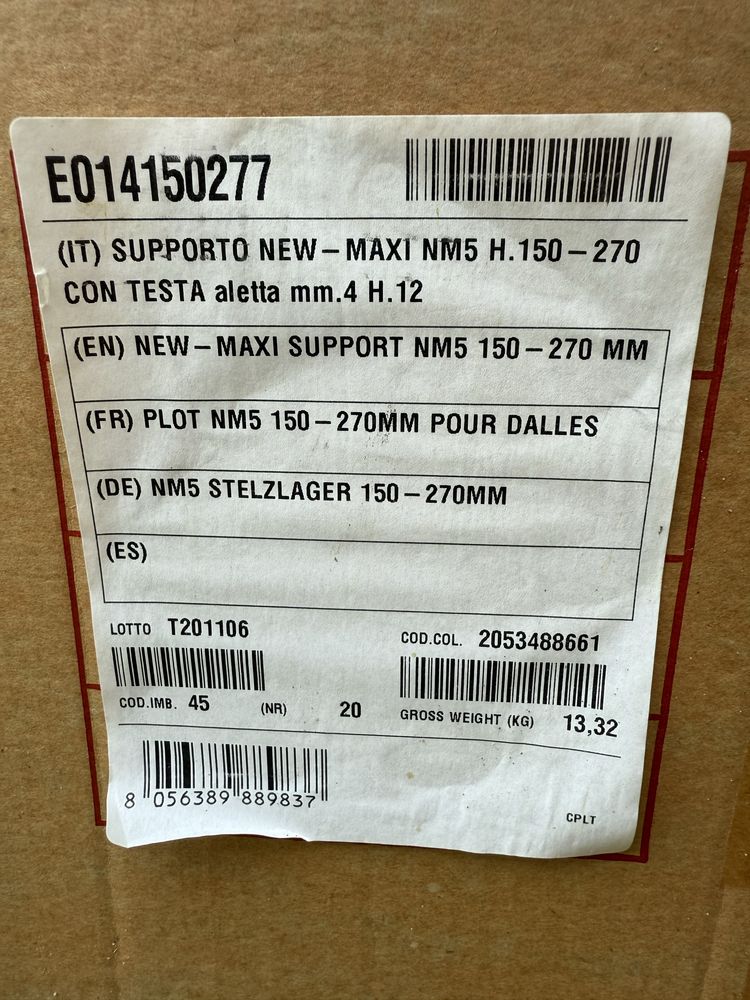 E014150277
(IT) SUPPORTO NEW-MAXI NM5 H.150-270
CON TESTA aletta mm.4 H.12
(EN) NEW-MAXI SUPPORT NM5 150-270 MM
(FR) PLOT NM5 150-270MM POUR DALLES
(DE) NM5 STELZLAGER 150-270MM
(ES)
LOTTO T201106
COD.COL. 2053488661
COD.IMB. 45 (NR) 20
GROSS WEIGHT (KG) 13,32
8 056389 889837
CPLT